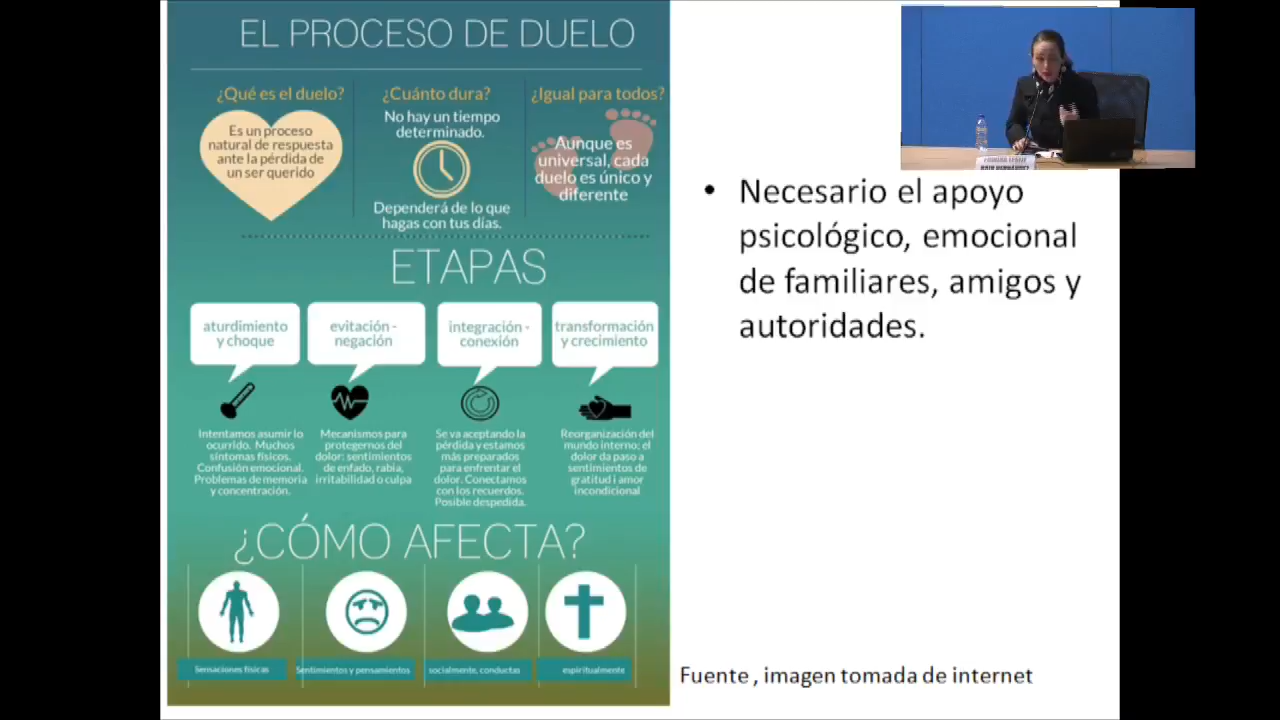 EL PROCESO DE DUELO
¿Qué es el duelo?
Es un proceso
natural de respuesta
ante la pérdida de
un ser querido
¿Cuánto dura?
No hay un tiempo
determinado.
Dependerá de lo que
hagas con tus días.
¿Igual para todos?
Aunque es
universal, cada
duelo es único y
diferente
ETAPAS
aturdimiento
y choque
Intentamos asumir lo
ocurrido. Muchos
síntomas físicos.
Confusión emocional.
Problemas de memoria
y concentración.
evitación -
negación
Mecanismos para
protegernos del
dolor: sentimientos
de enfado, rabia,
irritabilidad o culpa
integración -
conexión
Se va aceptando la
pérdida y estamos
más preparados
para enfrentar el
dolor. Conectamos
con los recuerdos.
Posible despedida.
transformación
y crecimiento
Reorganización del
mundo interno; el
dolor da paso a
sentimientos de
gratitud i amor
incondicional
¿CÓMO AFECTA?
Sensaciones físicas
Sentimientos y pensamientos
socialmente, conductas
espiritualmente
• Necesario el apoyo
psicológico, emocional
de familiares, amigos y
autoridades.
Fuente , imagen tomada de internet